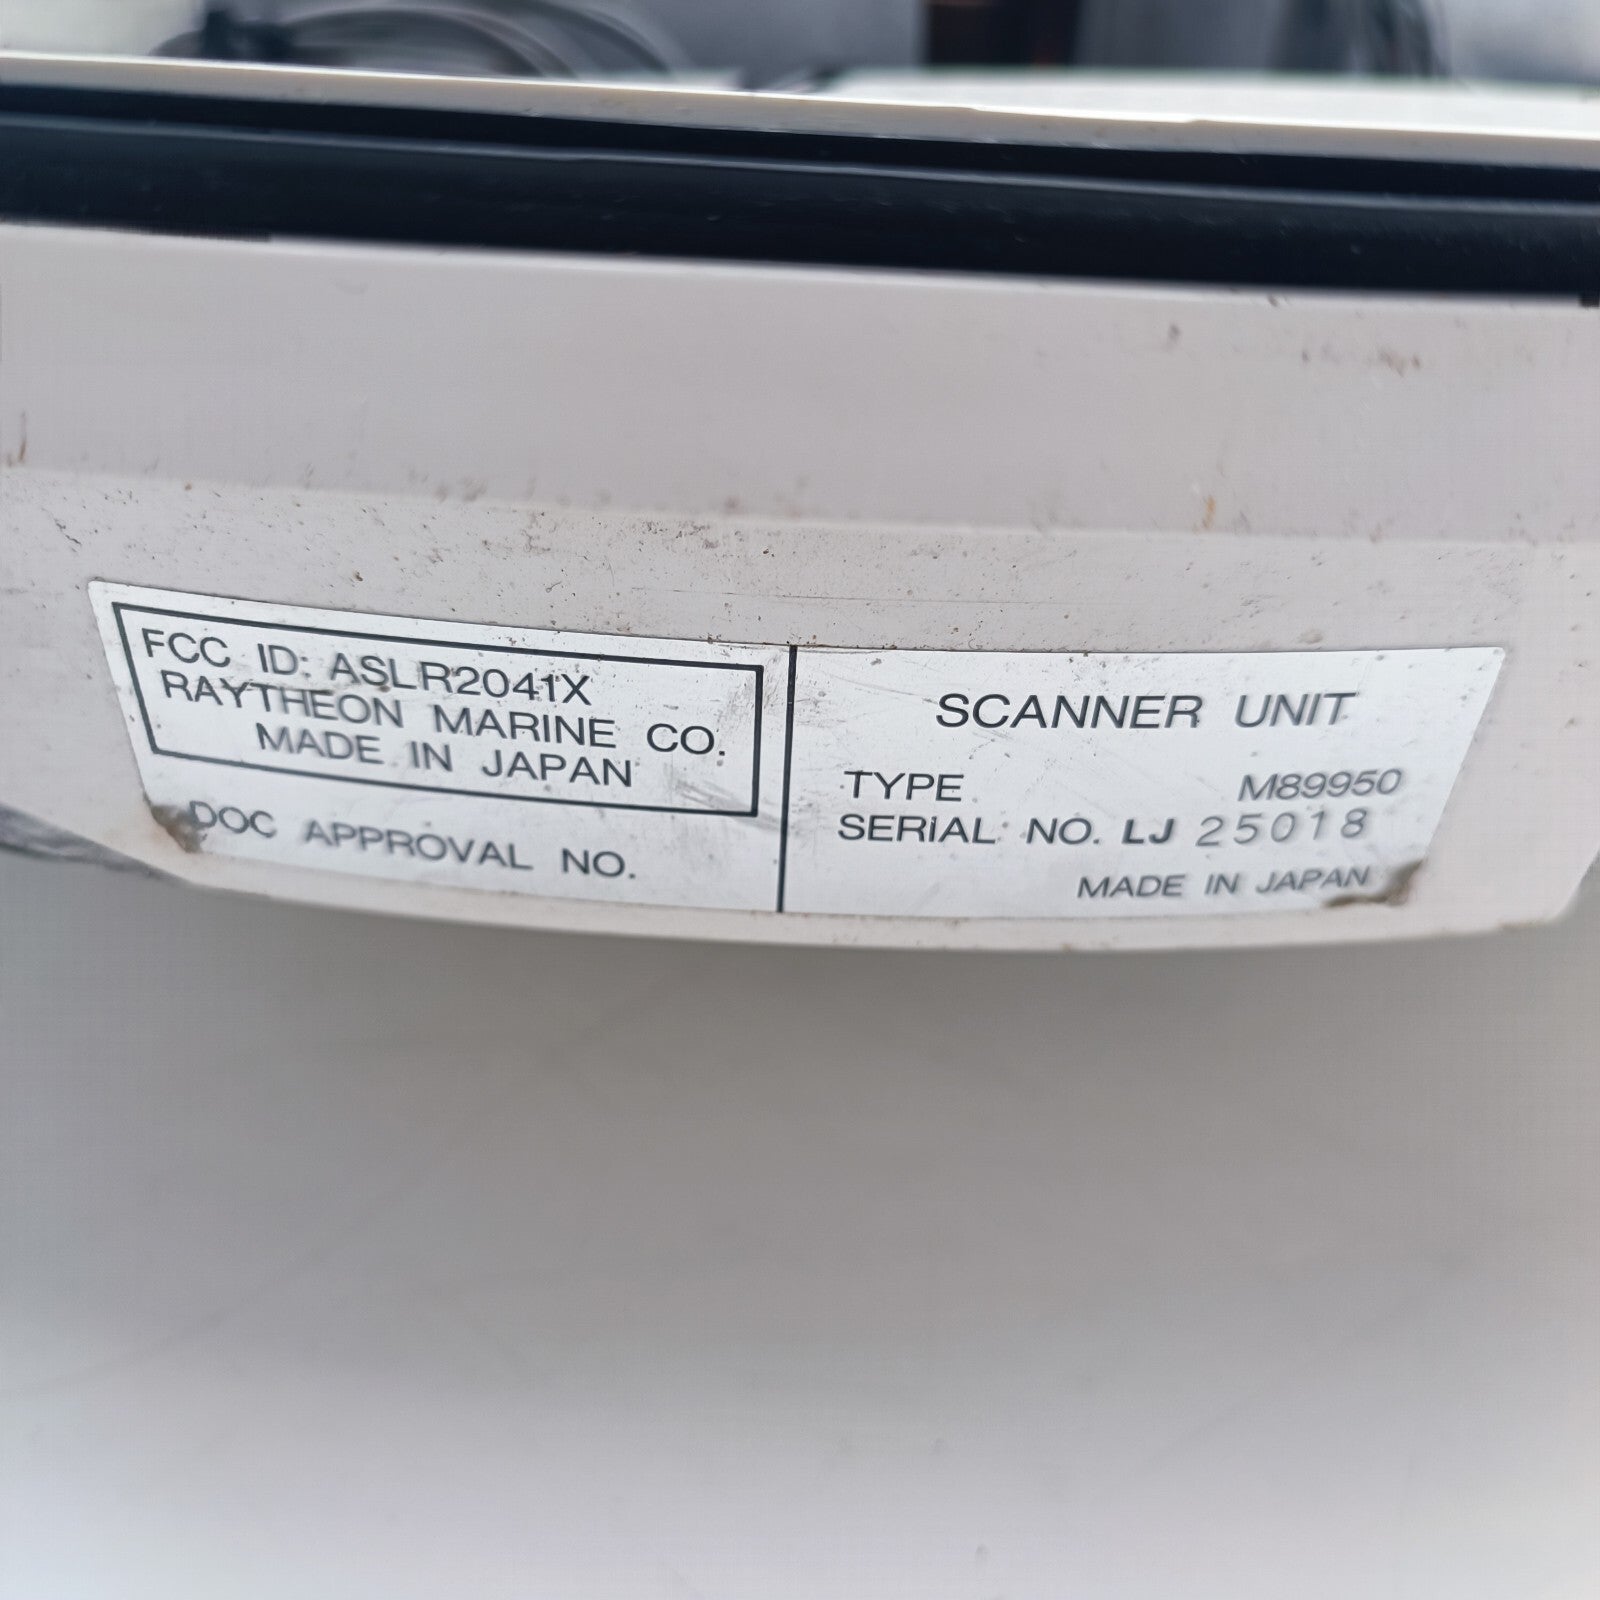 FCC ID: ASLR2041X
RAYTHEON MARINE CO.
MADE IN JAPAN
DOC APPROVAL NO.
SCANNER UNIT
TYPE M89950
SERIAL NO. LJ 25018
MADE IN JAPAN